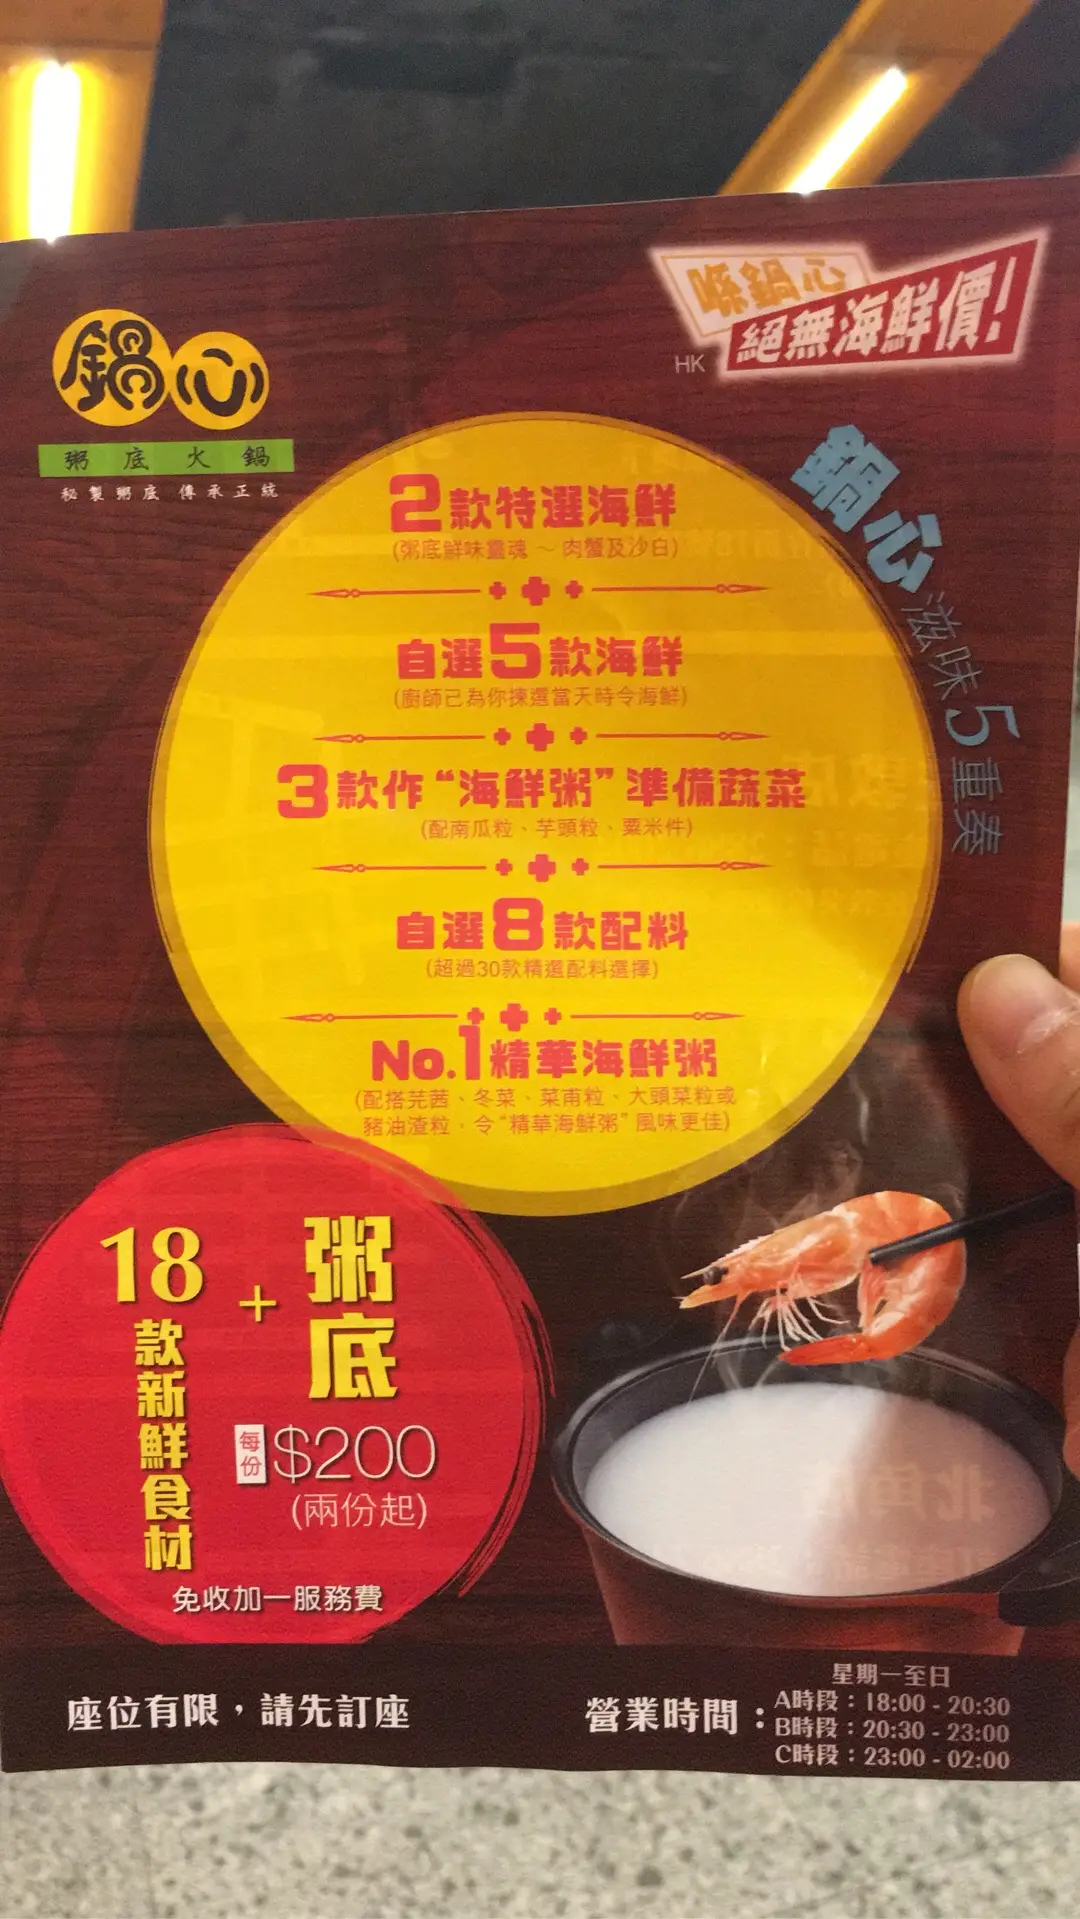 喺鍋心
絕無海鮮價！
HK
鍋心
粥底火鍋
秘製粥底 傳承正統
鍋心滋味5重奏
2款特選海鮮
(粥底鮮味靈魂 ～ 肉蟹及沙白)
自選5款海鮮
(廚師已為你揀選當天時令海鮮)
3款作“海鮮粥”準備蔬菜
(配南瓜粒、芋頭粒、粟米件)
自選8款配料
(超過30款精選配料選擇)
No.1精華海鮮粥
(配搭芫茜、冬菜、菜甫粒、大頭菜粒或
豬油渣粒，令“精華海鮮粥”風味更佳)
18款新鮮食材
+
粥底
每份$200
(兩份起)
免收加一服務費
座位有限，請先訂座
營業時間：
星期一至日
A時段：18:00 - 20:30
B時段：20:30 - 23:00
C時段：23:00 - 02:00